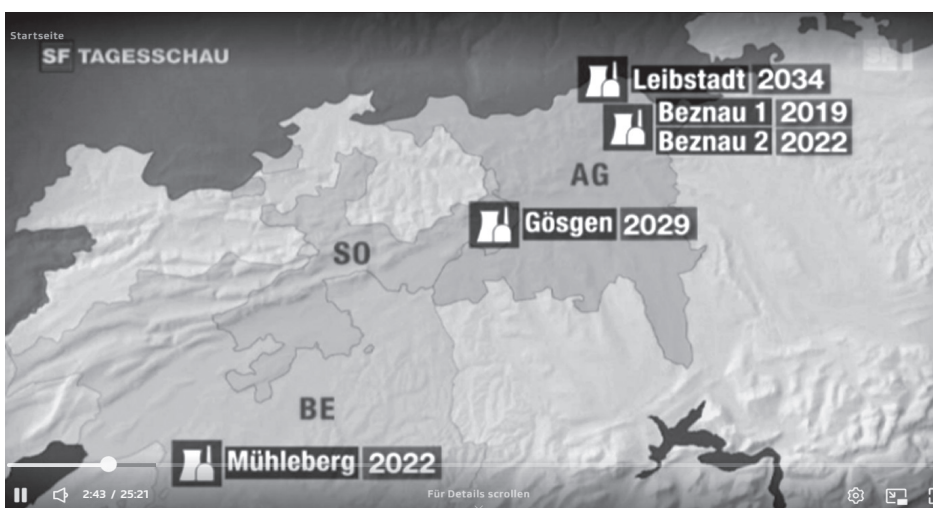 Startseite
SF TAGESSCHAU
Leibstadt 2034
Beznau 1 2019
Beznau 2 2022
AG
Gösgen 2029
SO
BE
Mühleberg 2022
2:43 / 25:21
Für Details scrollen